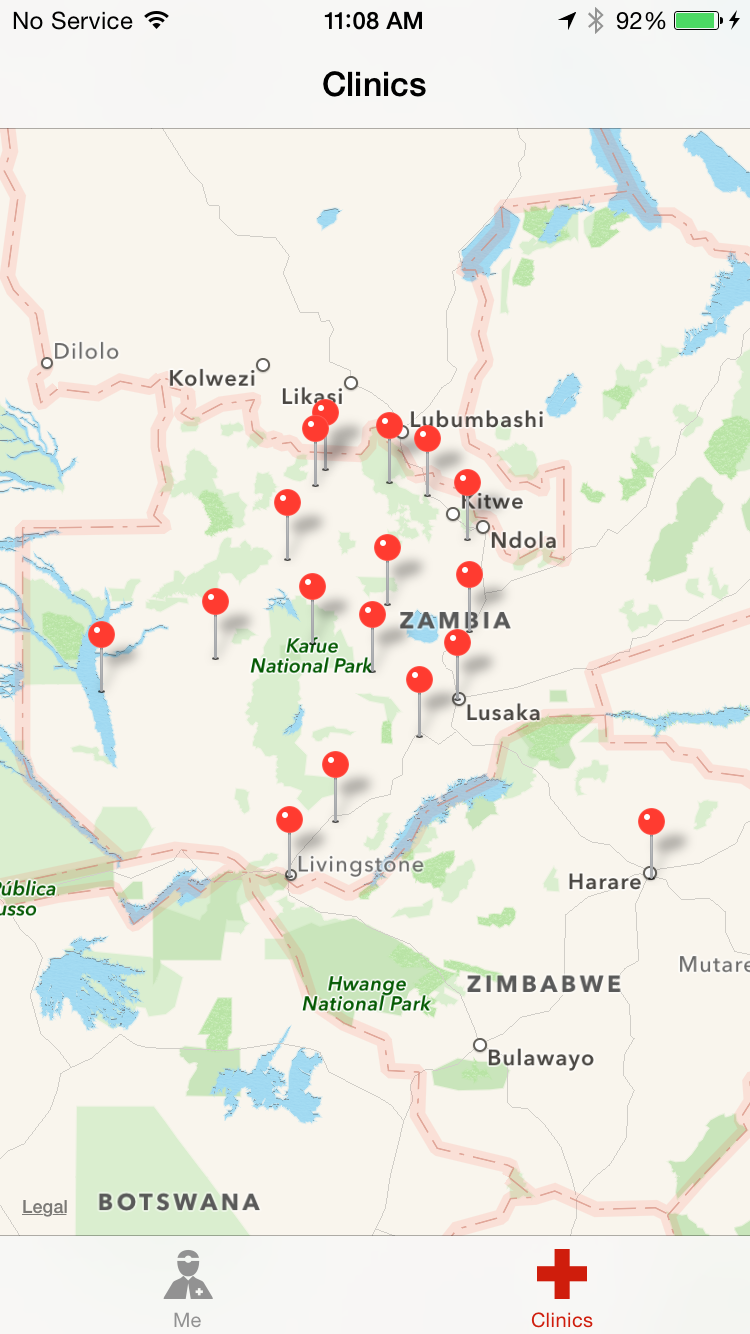 No Service
11:08 AM
92%
Clinics
Dilolo
Kolwezi
Likasi
Lubumbashi
Kitwe
Ndola
ZAMBIA
Kafue
National Park
Lusaka
Livingstone
Harare
ública
usso
Mutare
Hwange
National Park
ZIMBABWE
Bulawayo
BOTSWANA
Legal
Me
Clinics